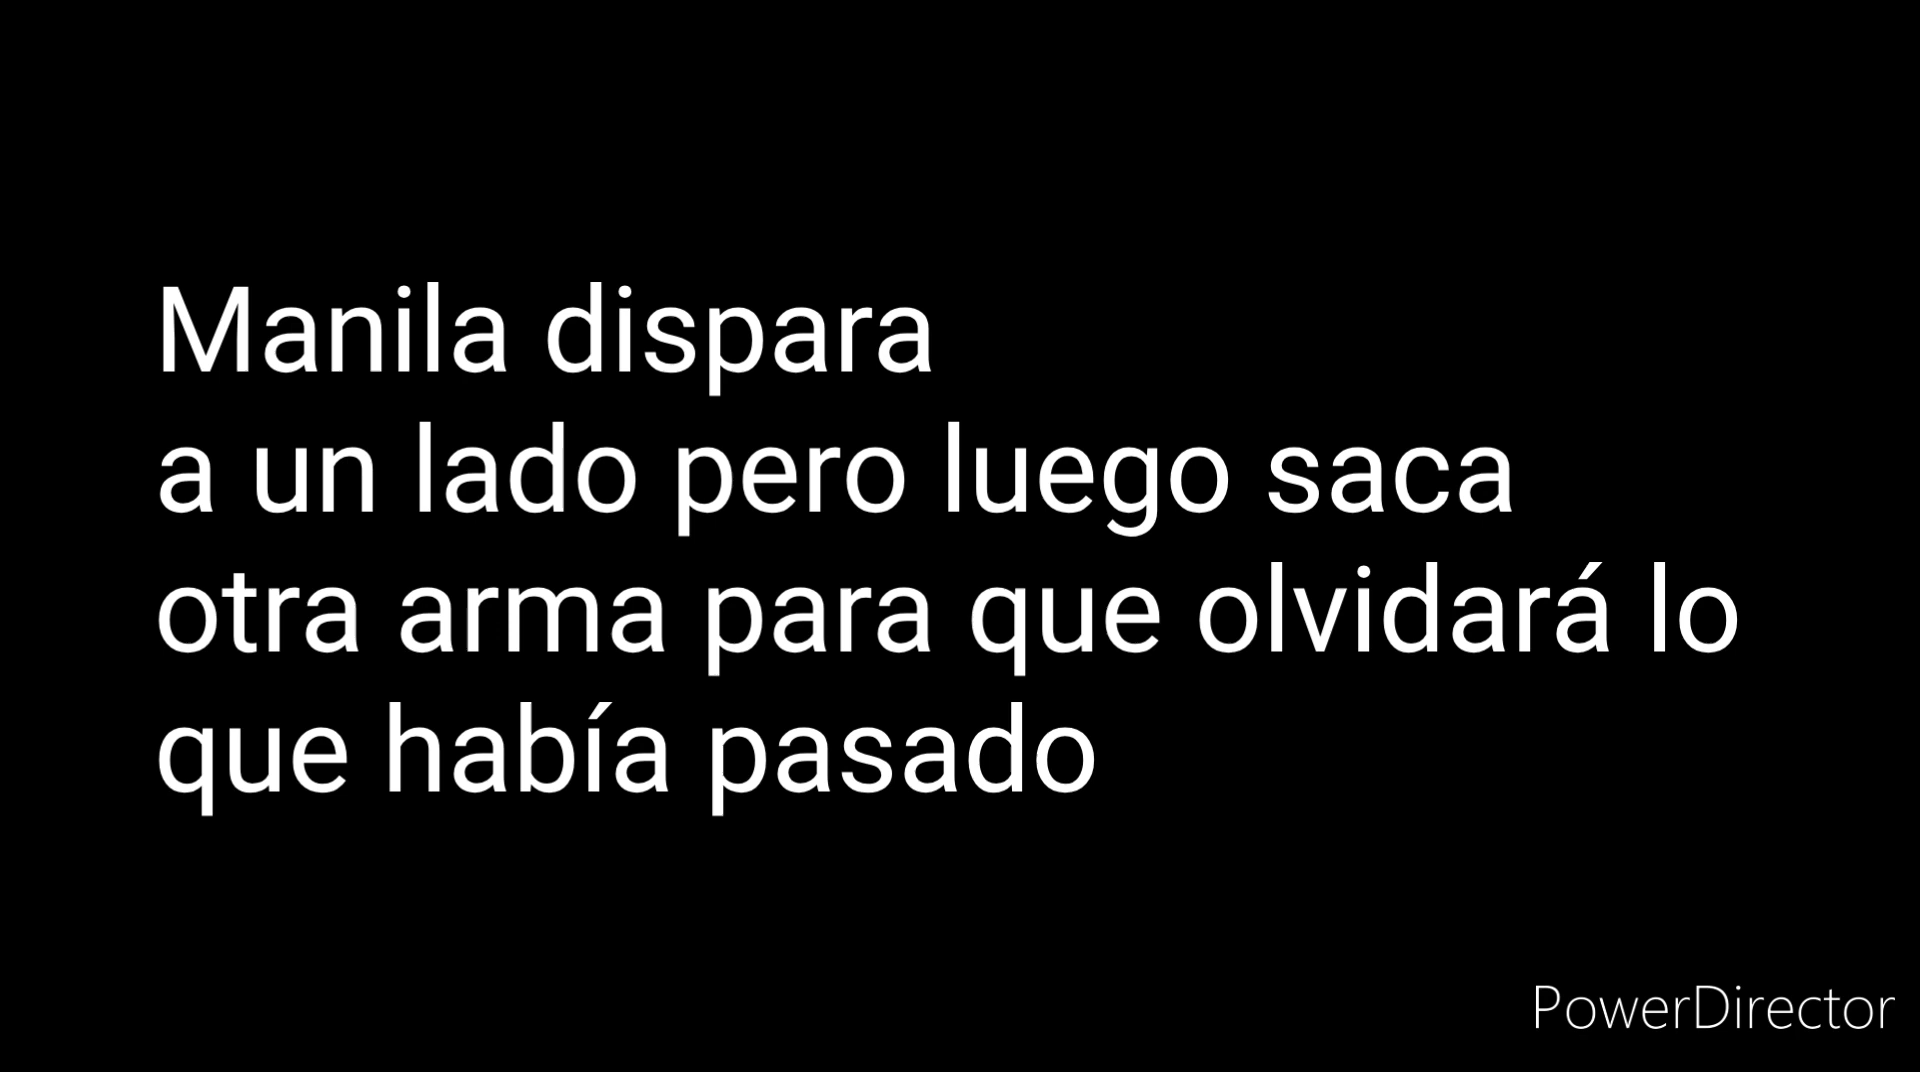 Manila dispara
a un lado pero luego saca
otra arma para que olvidará lo
que había pasado
PowerDirector